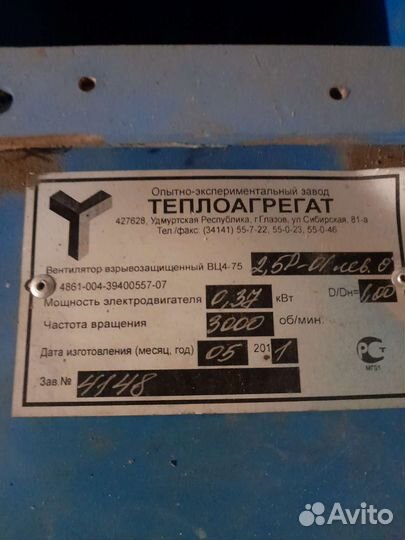 Опытно-экспериментальный завод
ТЕПЛОАГРЕГАТ
427628, Удмуртская Республика, г.Глазов, ул Сибирская, 81-а
Тел./факс. (34141) 55-7-22, 55-0-23, 55-0-46
Вентилятор взрывозащищенный ВЦ4-75 2,5Р-01 лев. 0
4861-004-39400557-07
Мощность электродвигателя 0,37 кВт D/Dн= 1,00
Частота вращения 3000 об/мин.
Дата изготовления (месяц, год) 05 2011
Зав.№ 4148
МГ01
Avito